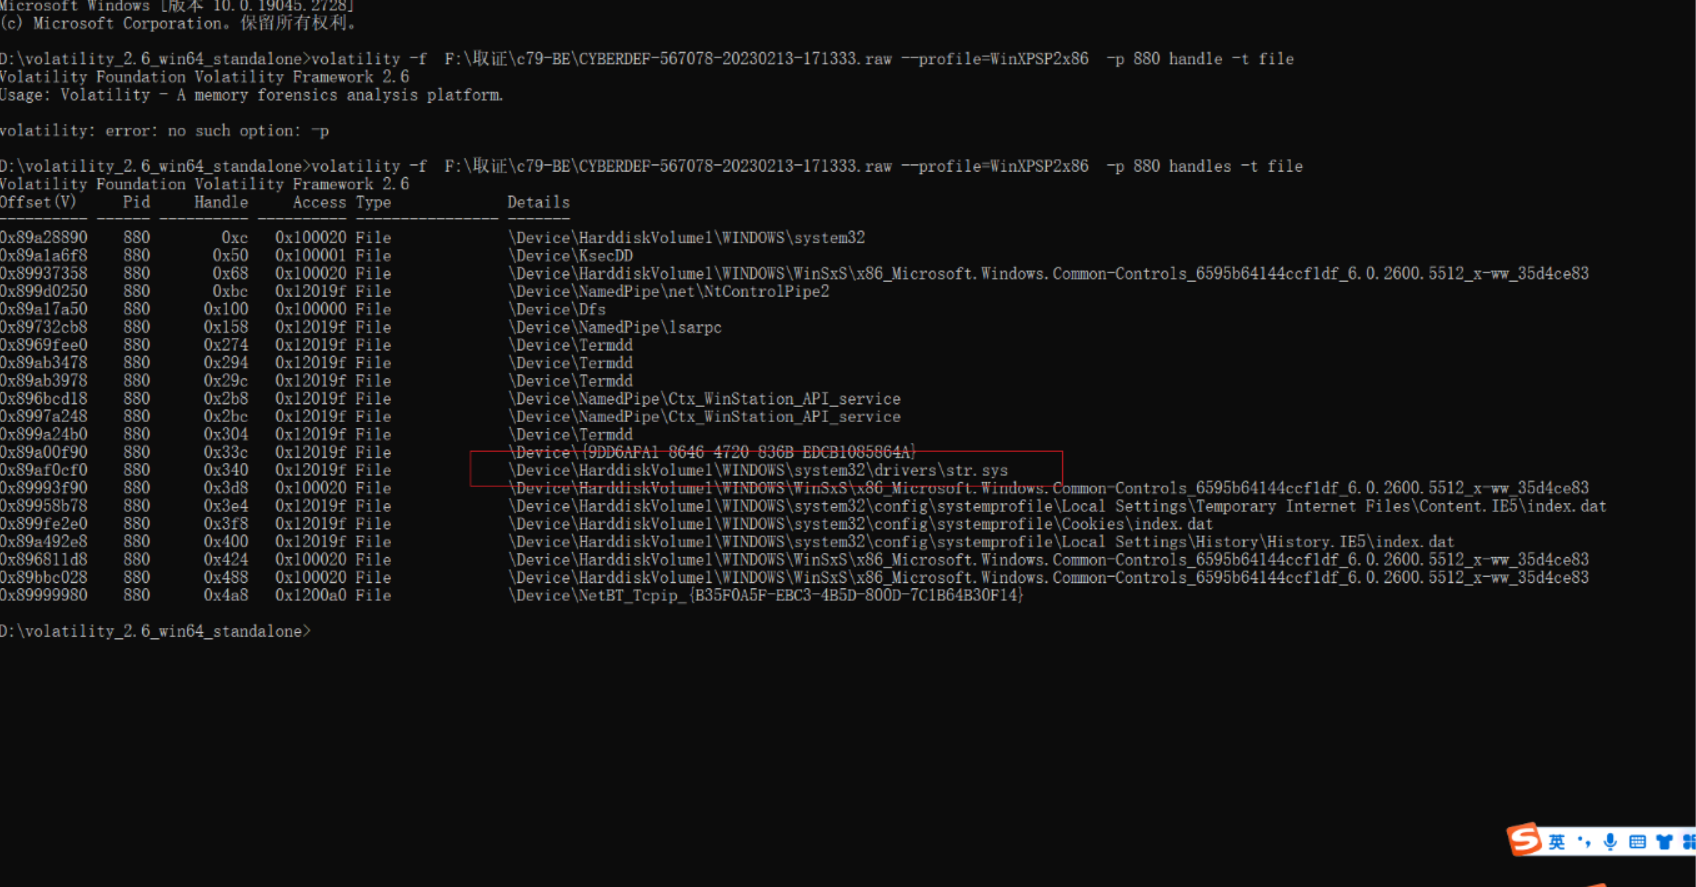 Microsoft Windows [版本 10.0.19045.2728]
(c) Microsoft Corporation。保留所有权利。
D:\volatility_2.6_win64_standalone>volatility -f  F:\取证\c79-BE\CYBERDEF-567078-20230213-171333.raw --profile=WinXPSP2x86  -p 880 handle -t file
Volatility Foundation Volatility Framework 2.6
Usage: Volatility - A memory forensics analysis platform.
volatility: error: no such option: -p
D:\volatility_2.6_win64_standalone>volatility -f  F:\取证\c79-BE\CYBERDEF-567078-20230213-171333.raw --profile=WinXPSP2x86  -p 880 handles -t file
Volatility Foundation Volatility Framework 2.6
Offset(V) Pid Handle Access Type Details
---------- ------ ---------- ---------- ---------------- -------
0x89a28890 880 0xc 0x100020 File \Device\HarddiskVolume1\WINDOWS\system32
0x89a1a6f8 880 0x50 0x100001 File \Device\KsecDD
0x89937358 880 0x68 0x100020 File \Device\HarddiskVolume1\WINDOWS\WinSxS\x86_Microsoft.Windows.Common-Controls_6595b64144ccf1df_6.0.2600.5512_x-ww_35d4ce83
0x899d0250 880 0xbc 0x12019f File \Device\NamedPipe\net\NtControlPipe2
0x89a17a50 880 0x100 0x100000 File \Device\Dfs
0x89732cb8 880 0x158 0x12019f File \Device\NamedPipe\lsarpc
0x8969fee0 880 0x274 0x12019f File \Device\Termdd
0x89ab3478 880 0x294 0x12019f File \Device\Termdd
0x89ab3978 880 0x29c 0x12019f File \Device\Termdd
0x896bcd18 880 0x2b8 0x12019f File \Device\NamedPipe\Ctx_WinStation_API_service
0x8997a248 880 0x2bc 0x12019f File \Device\NamedPipe\Ctx_WinStation_API_service
0x899a24b0 880 0x304 0x12019f File \Device\Termdd
0x89a00f90 880 0x33c 0x12019f File \Device\{9DD6AFA1-8646-4720-836B-EDCB1085864A}
0x89af0cf0 880 0x340 0x12019f File \Device\HarddiskVolume1\WINDOWS\system32\drivers\str.sys
0x89993f90 880 0x3d8 0x100020 File \Device\HarddiskVolume1\WINDOWS\WinSxS\x86_Microsoft.Windows.Common-Controls_6595b64144ccf1df_6.0.2600.5512_x-ww_35d4ce83
0x89958b78 880 0x3e4 0x12019f File \Device\HarddiskVolume1\WINDOWS\system32\config\systemprofile\Local Settings\Temporary Internet Files\Content.IE5\index.dat
0x899fe2e0 880 0x3f8 0x12019f File \Device\HarddiskVolume1\WINDOWS\system32\config\systemprofile\Cookies\index.dat
0x89a492e8 880 0x400 0x12019f File \Device\HarddiskVolume1\WINDOWS\system32\config\systemprofile\Local Settings\History\History.IE5\index.dat
0x896811d8 880 0x424 0x100020 File \Device\HarddiskVolume1\WINDOWS\WinSxS\x86_Microsoft.Windows.Common-Controls_6595b64144ccf1df_6.0.2600.5512_x-ww_35d4ce83
0x89bbc028 880 0x488 0x100020 File \Device\HarddiskVolume1\WINDOWS\WinSxS\x86_Microsoft.Windows.Common-Controls_6595b64144ccf1df_6.0.2600.5512_x-ww_35d4ce83
0x89999980 880 0x4a8 0x1200a0 File \Device\NetBT_Tcpip_{B35F0A5F-EBC3-4B5D-800D-7C1B64B30F14}
D:\volatility_2.6_win64_standalone>
英